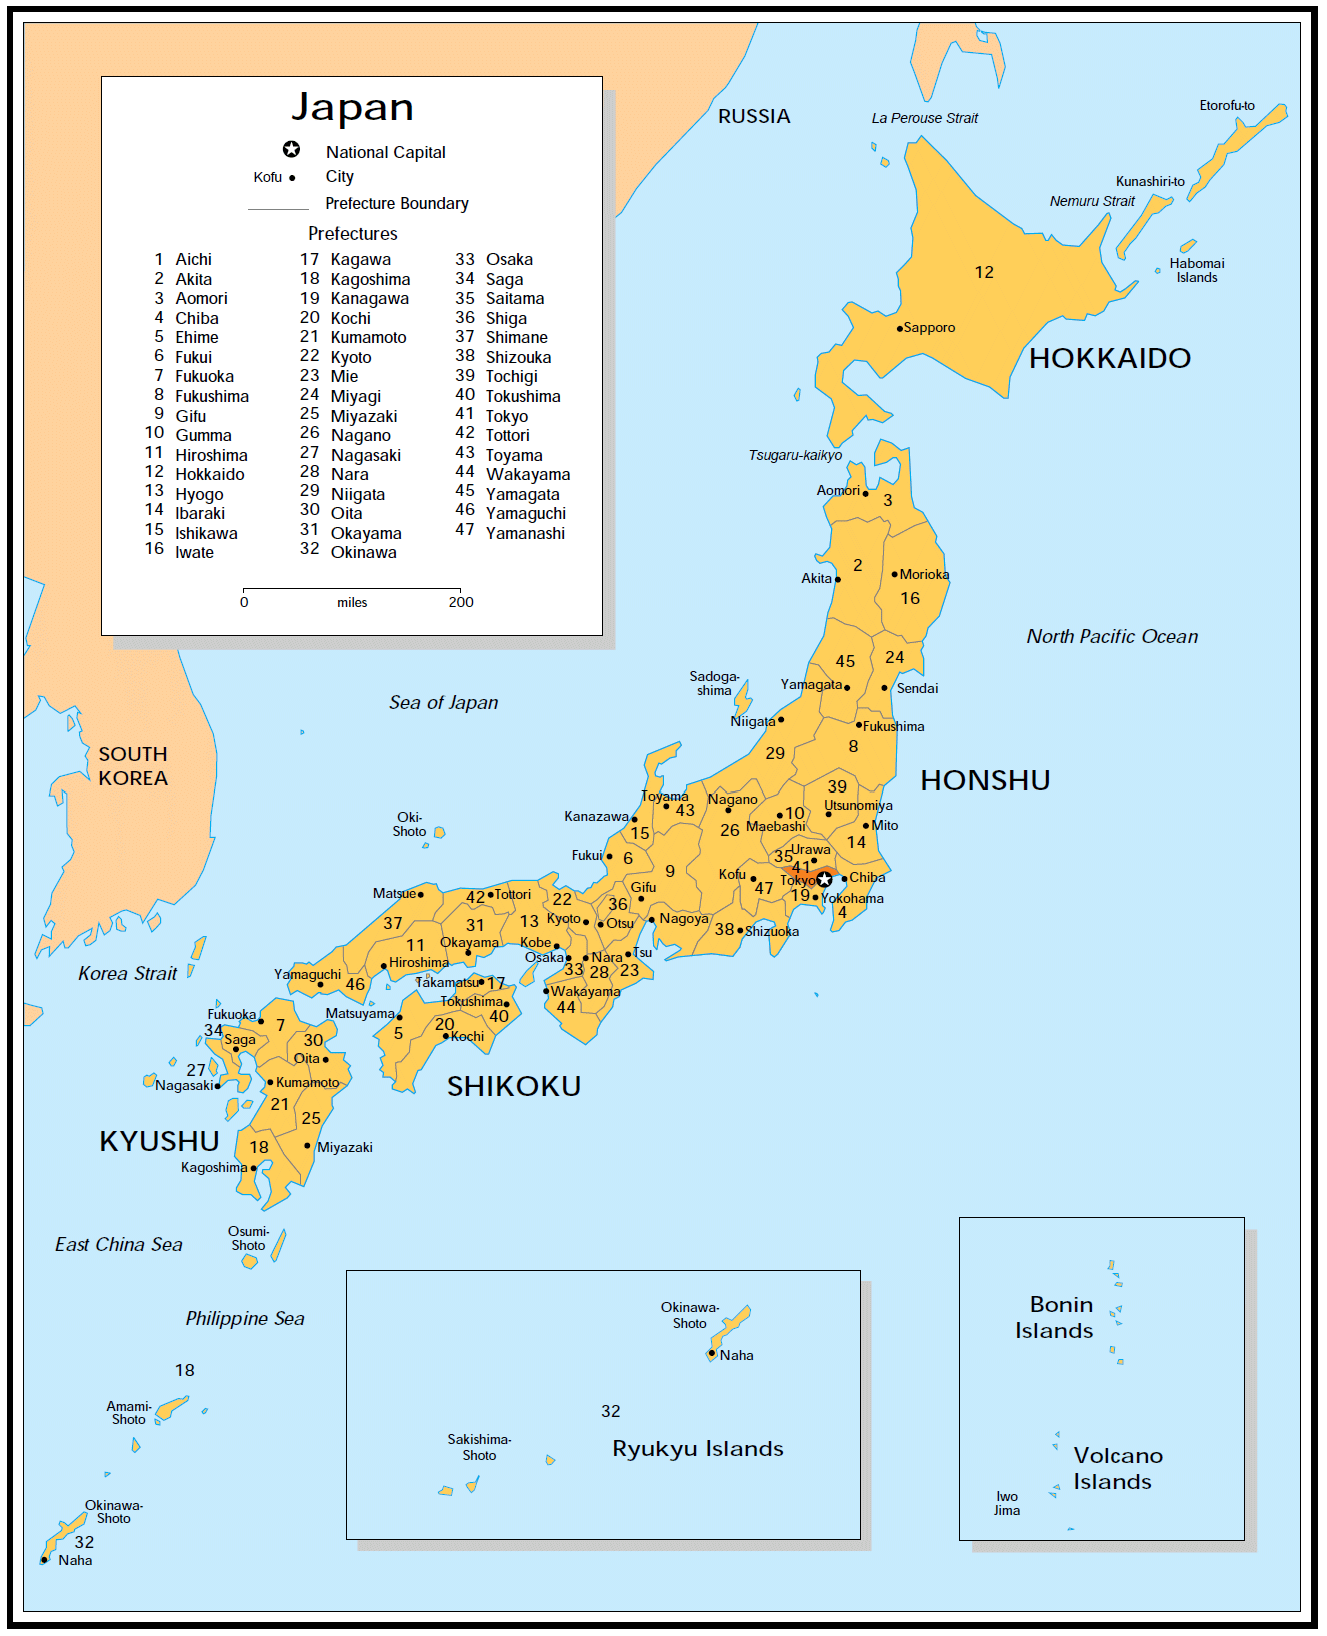 Japan
National Capital
Kofu City
Prefecture Boundary
Prefectures
1 Aichi
2 Akita
3 Aomori
4 Chiba
5 Ehime
6 Fukui
7 Fukuoka
8 Fukushima
9 Gifu
10 Gumma
11 Hiroshima
12 Hokkaido
13 Hyogo
14 Ibaraki
15 Ishikawa
16 Iwate
17 Kagawa
18 Kagoshima
19 Kanagawa
20 Kochi
21 Kumamoto
22 Kyoto
23 Mie
24 Miyagi
25 Miyazaki
26 Nagano
27 Nagasaki
28 Nara
29 Niigata
30 Oita
31 Okayama
32 Okinawa
33 Osaka
34 Saga
35 Saitama
36 Shiga
37 Shimane
38 Shizouka
39 Tochigi
40 Tokushima
41 Tokyo
42 Tottori
43 Toyama
44 Wakayama
45 Yamagata
46 Yamaguchi
47 Yamanashi
0 miles 200
RUSSIA
La Perouse Strait
Etorofu-to
Kunashiri-to
Nemuru Strait
Habomai
Islands
12
Sapporo
HOKKAIDO
Tsugaru-kaikyo
Aomori
3
2
Akita
Morioka
16
North Pacific Ocean
45
24
Yamagata
Sendai
Sadoga-
shima
Niigata
Fukushima
8
29
Sea of Japan
SOUTH
KOREA
HONSHU
39
Utsunomiya
Toyama
43
Nagano
26
10
Maebashi
Mito
14
Kanazawa
15
Oki-
Shoto
Fukui
6
9
35
Urawa
41
Tokyo
Chiba
Kofu
47
19
Yokohama
4
Gifu
36
Matsue
42
Tottori
22
37
31
13
Kyoto
Otsu
Nagoya
38
Shizuoka
11
Okayama
Kobe
Osaka
Nara
Tsu
33
28
23
Hiroshima
Korea Strait
Yamaguchi
46
Takamatsu
17
Wakayama
44
Tokushima
40
Matsuyama
5
20
Kochi
Fukuoka
7
34
Saga
30
Oita
27
Nagasaki
Kumamoto
21
25
SHIKOKU
KYUSHU
18
Miyazaki
Kagoshima
Osumi-
Shoto
East China Sea
Philippine Sea
18
Amami-
Shoto
Okinawa-
Shoto
32
Naha
Okinawa-
Shoto
Naha
32
Sakishima-
Shoto
Ryukyu Islands
Bonin
Islands
Volcano
Islands
Iwo
Jima